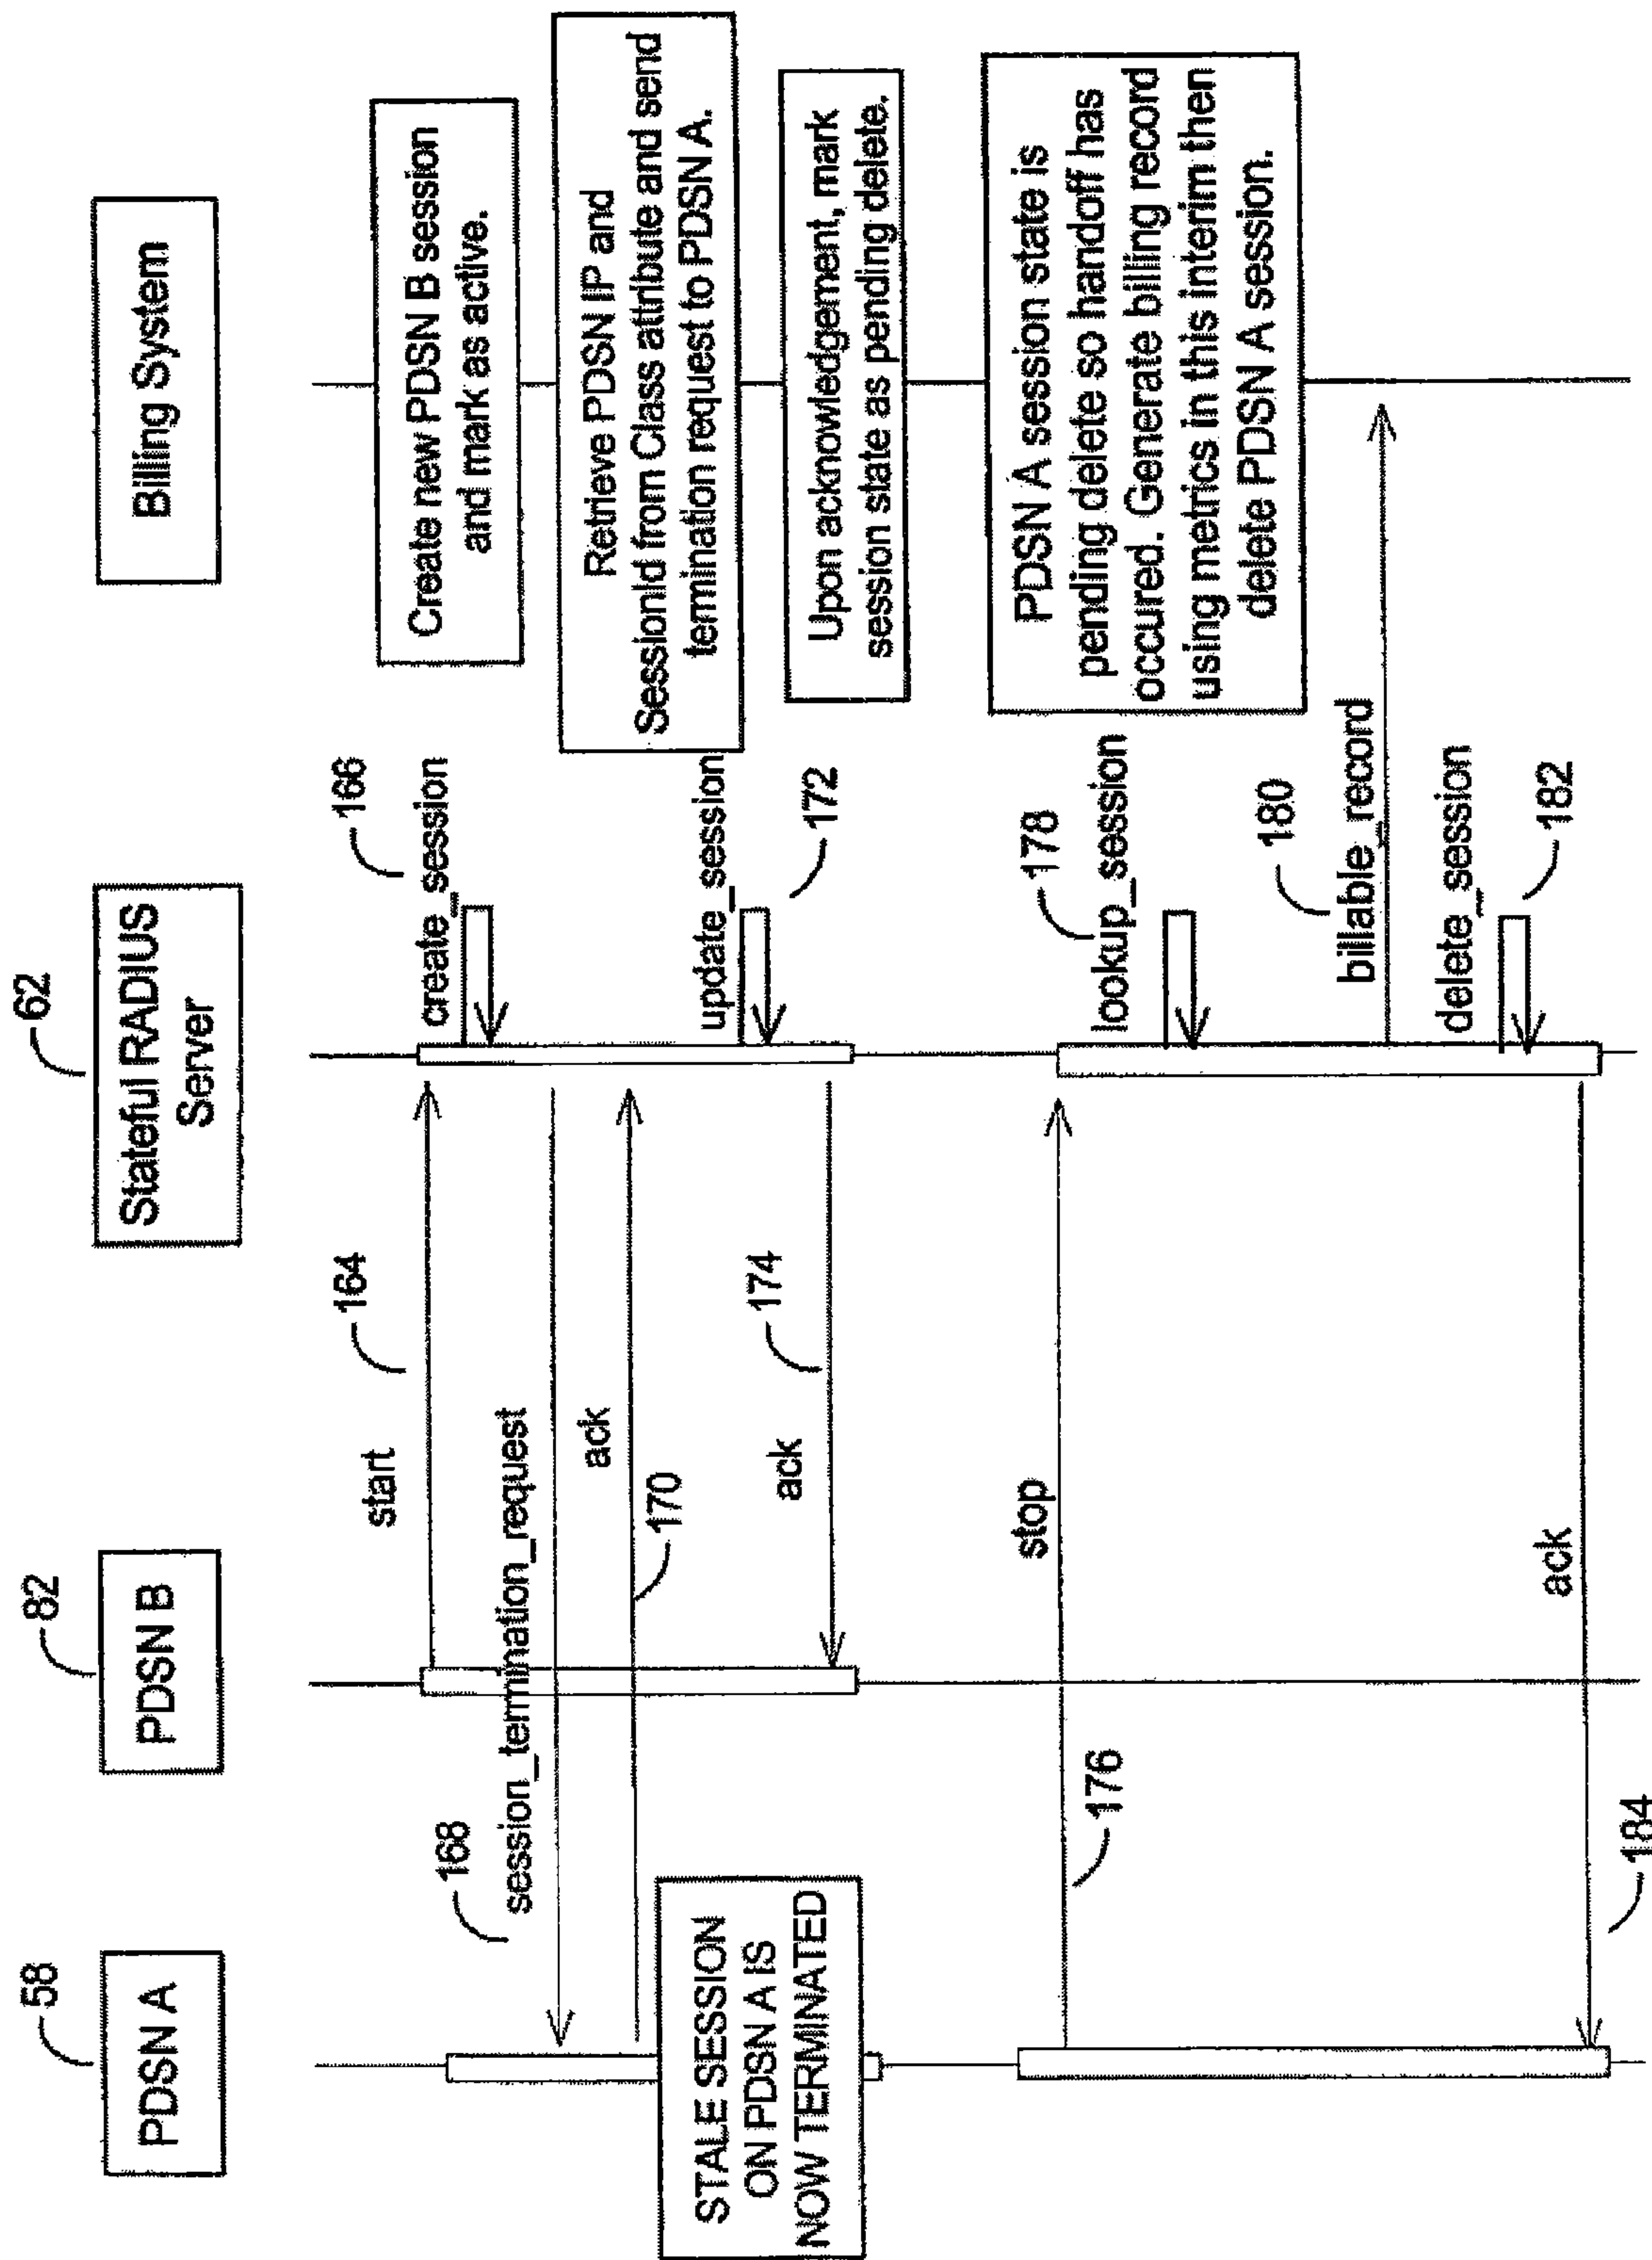 58
PDSN A
82
PDSN B
62
Stateful RADIUS
Server
Billing System
start
164
166
create_session
Create new PDSN B session
and mark as active.
168
session_termination_request
Retrieve PDSN IP and
SessionId from Class attribute and send
termination request to PDSN A.
ack
170
STALE SESSION
ON PDSN A IS
NOW TERMINATED
update_session
172
Upon acknowledgement, mark
session state as pending delete.
ack
174
stop
176
178
lookup_session
PDSN A session state is
pending delete so handoff has
occured. Generate billing record
using metrics in this interim then
delete PDSN A session.
180
billable_record
delete_session
182
ack
184